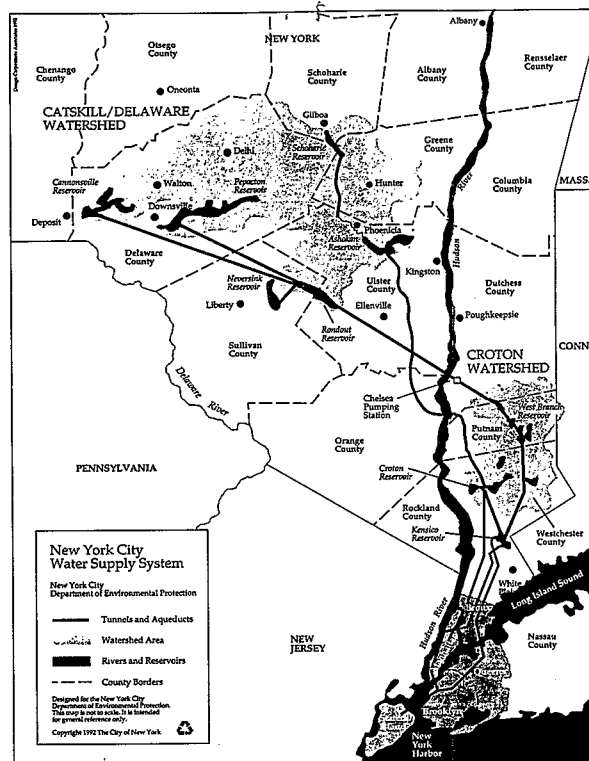 Albany
Otsego
County
NEW YORK
Chenango
County
Schoharie
County
Albany
County
Rensselaer
County
Oneonta
CATSKILL/DELAWARE
WATERSHED
Gilboa
Schoharie
Reservoir
Greene
County
Delhi
Cannonsville
Reservoir
Walton
Pepacton
Reservoir
Hunter
River
Columbia
County
MASS
Deposit
Downsville
Phoenicia
Ashokan
Reservoir
Hudson
Delaware
County
Kingston
Neversink
Reservoir
Ulster
County
Dutchess
County
Liberty
Ellenville
Poughkeepsie
Rondout
Reservoir
Sullivan
County
CONN
CROTON
WATERSHED
Delaware River
Chelsea
Pumping
Station
West Branch
Reservoir
Putnam
County
Orange
County
Croton
Reservoir
PENNSYLVANIA
Rockland
County
Kensico
Reservoir
Westchester
County
New York City
Water Supply System
New York City
Department of Environmental Protection
Tunnels and Aqueducts
Watershed Area
Rivers and Reservoirs
County Borders
Designed for the New York City
Department of Environmental Protection.
This map is not to scale. It is intended
for general reference only.
Copyright 1992 The City of New York
White
Long Island Sound
Bronx
Hudson River
NEW
JERSEY
Nassau
County
Brooklyn
New
York
Harbor